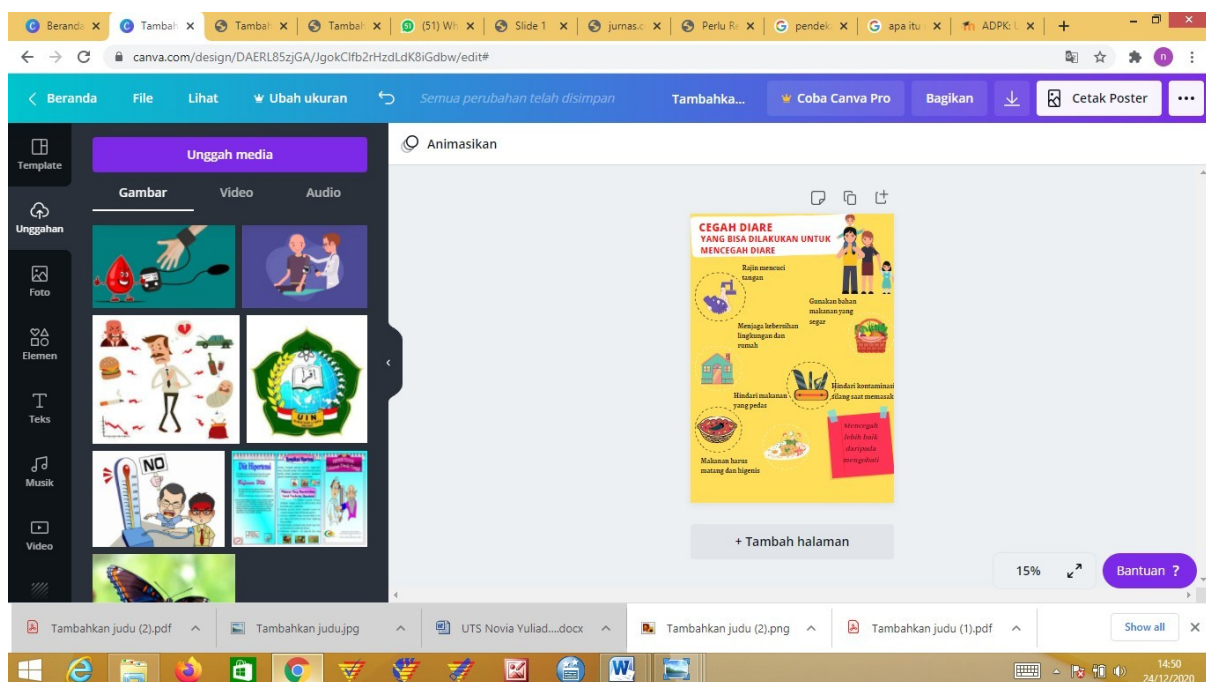 Beranda
Tambah
Tambah
Tambah
(51) Wh
Slide 1
jurnas.c
Perlu Re
pendek
apa itu
ADPK: U
canva.com/design/DAERL85zjGA/JgokClfb2rHzdLdK8iGdbw/edit#
Beranda
File
Lihat
Ubah ukuran
Semua perubahan telah disimpan
Tambahka...
Coba Canva Pro
Bagikan
Cetak Poster
Template
Unggahan
Foto
Elemen
Teks
Musik
Video
Unggah media
Gambar
Video
Audio
UIN
NO
Diit Hipertensi
Animasikan
CEGAH DIARE
YANG BISA DILAKUKAN UNTUK
MENCEGAH DIARE
Rajin mencuci
tangan
Gunakan bahan
makanan yang
segar
Menjaga kebersihan
lingkungan dan
rumah
Hindari kontaminasi
silang saat memasak
Hindari makanan
yang pedas
Mencegah
lebih baik
daripada
mengobati
Makanan harus
matang dan higenis
+ Tambah halaman
15%
Bantuan ?
Tambahkan judu (2).pdf
Tambahkan judu.jpg
UTS Novia Yuliad....docx
Tambahkan judu (2).png
Tambahkan judu (1).pdf
Show all
14:50
24/12/2020